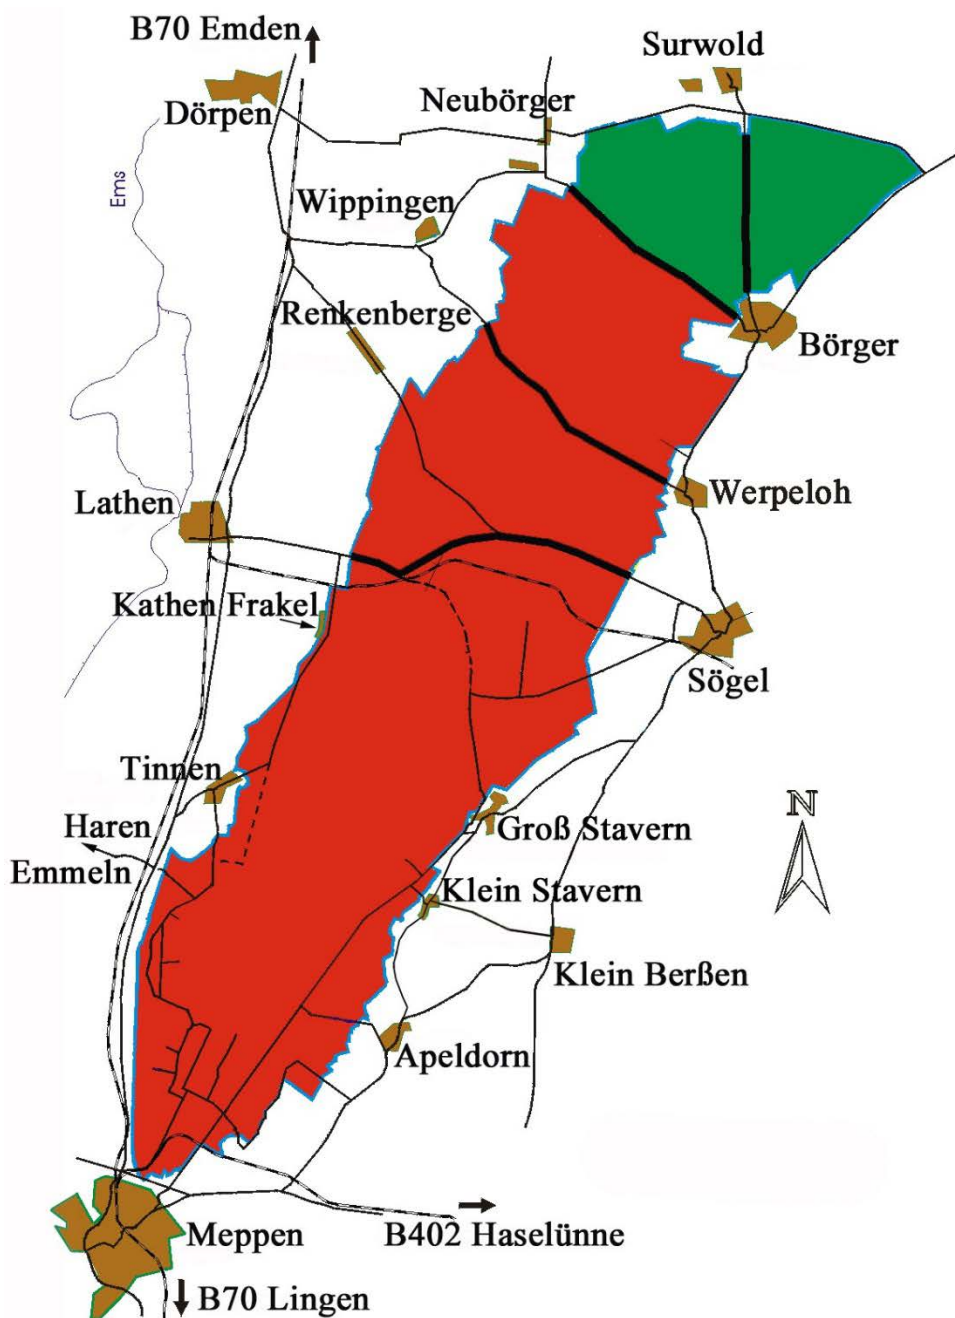 B70 Emden
Surwold
Dörpen
Neubörger
Ems
Wippingen
Renkenberge
Börger
Lathen
Werpeloh
Kathen Frakel
Sögel
Tinnen
N
Haren
Groß Stavern
Emmeln
Klein Stavern
Klein Berßen
Apeldorn
Meppen
B402 Haselünne
B70 Lingen